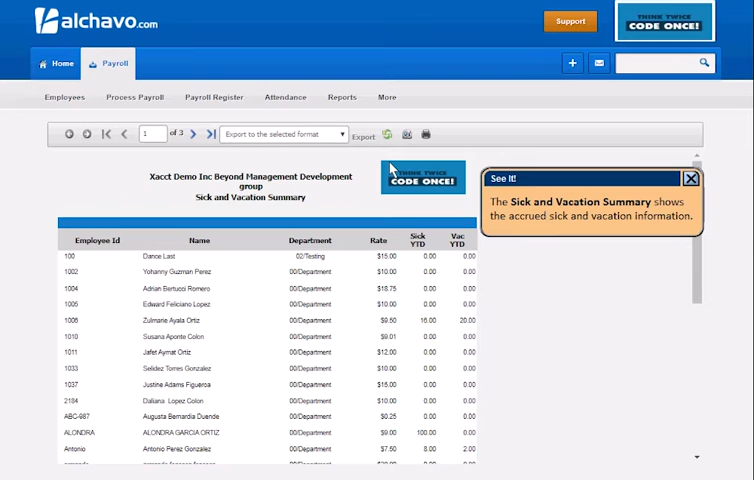 alchavo.com
Support
THINK TWICE
CODE ONCE!
Home
Payroll
Employees
Process Payroll
Payroll Register
Attendance
Reports
More
1 of 3
Export to the selected format
Export
Xacct Demo Inc Beyond Management Development
group
Sick and Vacation Summary
CODE ONCE!
See It!
The Sick and Vacation Summary shows
the accrued sick and vacation information.
Employee Id Name Department Rate Sick YTD Vac YTD
100 Dance Last 02/Testing $15.00 0.00 0.00
1002 Yohanny Guzman Perez 00/Department $10.00 0.00 0.00
1004 Adrian Bertucci Romero 00/Department $18.75 0.00 0.00
1005 Edward Feliciano Lopez 00/Department $10.00 0.00 0.00
1006 Zulmarie Ayala Ortiz 00/Department $9.50 16.00 20.00
1010 Susana Aponte Colon 00/Department $9.01 0.00 0.00
1011 Jafet Aymat Ortiz 00/Department $12.00 0.00 0.00
1033 Selidez Torres Gonzalez 00/Department $10.00 0.00 0.00
1037 Justine Adams Figueroa 00/Department $15.00 0.00 0.00
2184 Daliana Lopez Colon 00/Department $10.00 0.00 0.00
ABC-987 Augusta Bernardia Duende 00/Department $0.25 0.00 0.00
ALONDRA ALONDRA GARCIA ORTIZ 00/Department $9.00 100.00 0.00
Antonio Antonio Perez Gonzalez 00/Department $7.50 8.00 2.00